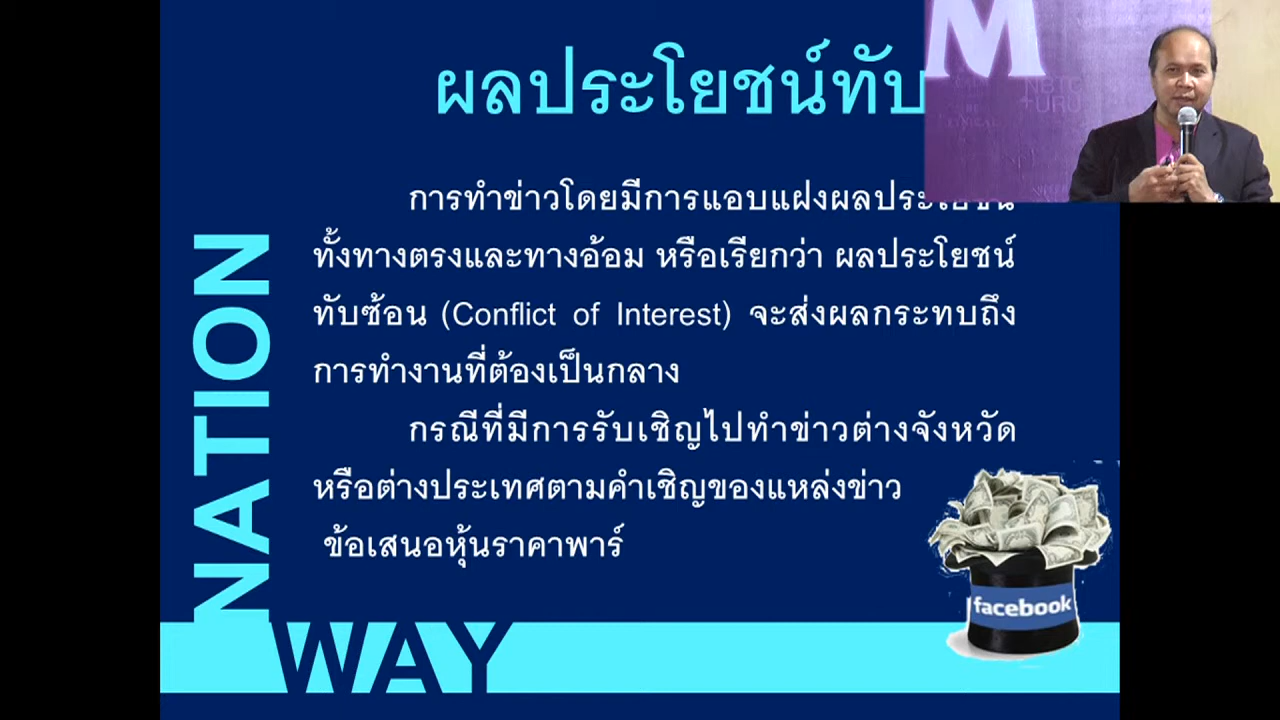 ผลประโยชน์ทับ
การทำข่าวโดยมีการแอบแฝงผลประโยชน์
ทั้งทางตรงและทางอ้อม หรือเรียกว่า ผลประโยชน์
ทับซ้อน (Conflict of Interest) จะส่งผลกระทบถึง
การทำงานที่ต้องเป็นกลาง
กรณีที่มีการรับเชิญไปทำข่าวต่างจังหวัด
หรือต่างประเทศตามคำเชิญของแหล่งข่าว
ข้อเสนอหุ้นราคาพาร์
NATION
WAY
facebook
M
NBTC
+URU